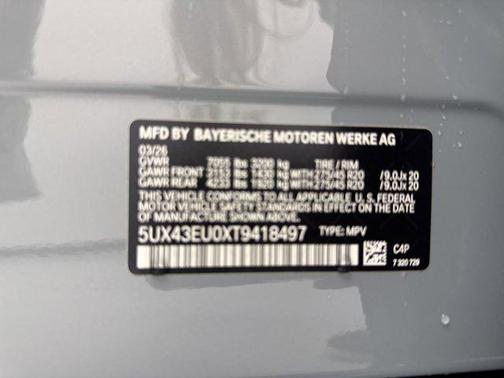 MFD BY BAYERISCHE MOTOREN WERKE AG
03/26
GVWR 7055 lbs 3200 kg TIRE / RIM
GAWR FRONT 3153 lbs 1430 kg WITH 275/45 R20 / 9.0Jx 20
GAWR REAR 4233 lbs 1920 kg WITH 275/45 R20 / 9.0Jx 20
THIS VEHICLE CONFORMS TO ALL APPLICABLE U. S. FEDERAL
MOTOR VEHICLE SAFETY STANDARDS IN EFFECT ON THE
DATE OF MANUFACTURE SHOWN ABOVE.
5UX43EU0XT9418497 TYPE: MPV
C4P
7 320 729